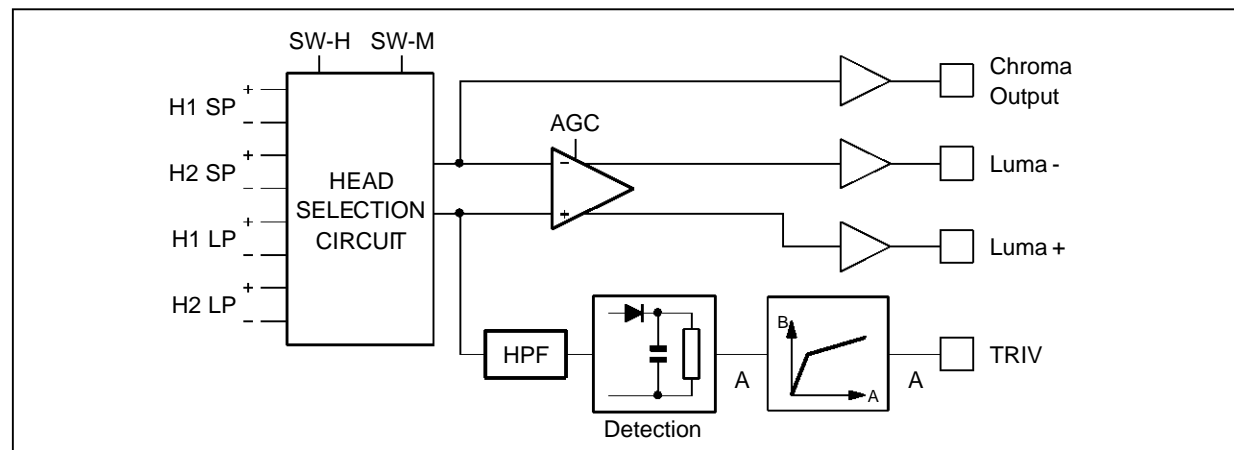 SW-H SW-M
Chroma
Output
+
H1 SP
-
AGC
+
H2 SP
-
-
Luma -
HEAD
SELECTION
CIRCUIT
+
+
H1 LP
-
Luma +
+
H2 LP
-
HPF
B
A
A
A
TRIV
Detection